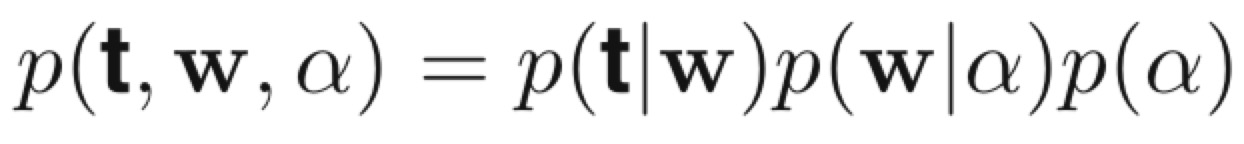 p(𝘁, 𝐰, α) = p(𝘁|𝐰)p(𝐰|α)p(α)